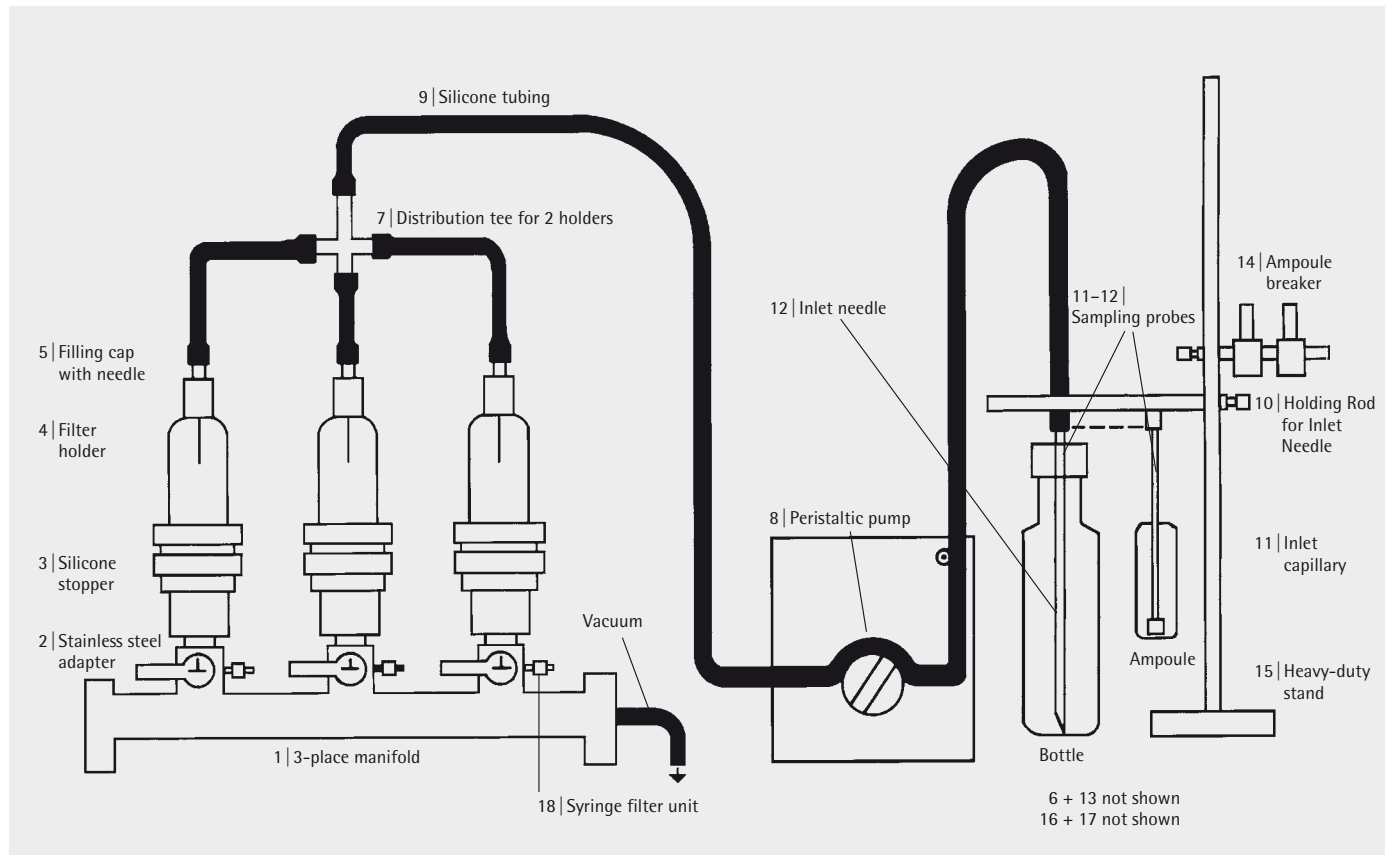 9 | Silicone tubing
7 | Distribution tee for 2 holders
14 | Ampoule
breaker
12 | Inlet needle
11–12 |
Sampling probes
5 | Filling cap
with needle
4 | Filter
holder
10 | Holding Rod
for Inlet
Needle
8 | Peristaltic pump
3 | Silicone
stopper
11 | Inlet
capillary
2 | Stainless steel
adapter
Vacuum
Ampoule
15 | Heavy-duty
stand
1 | 3-place manifold
Bottle
18 | Syringe filter unit
6 + 13 not shown
16 + 17 not shown